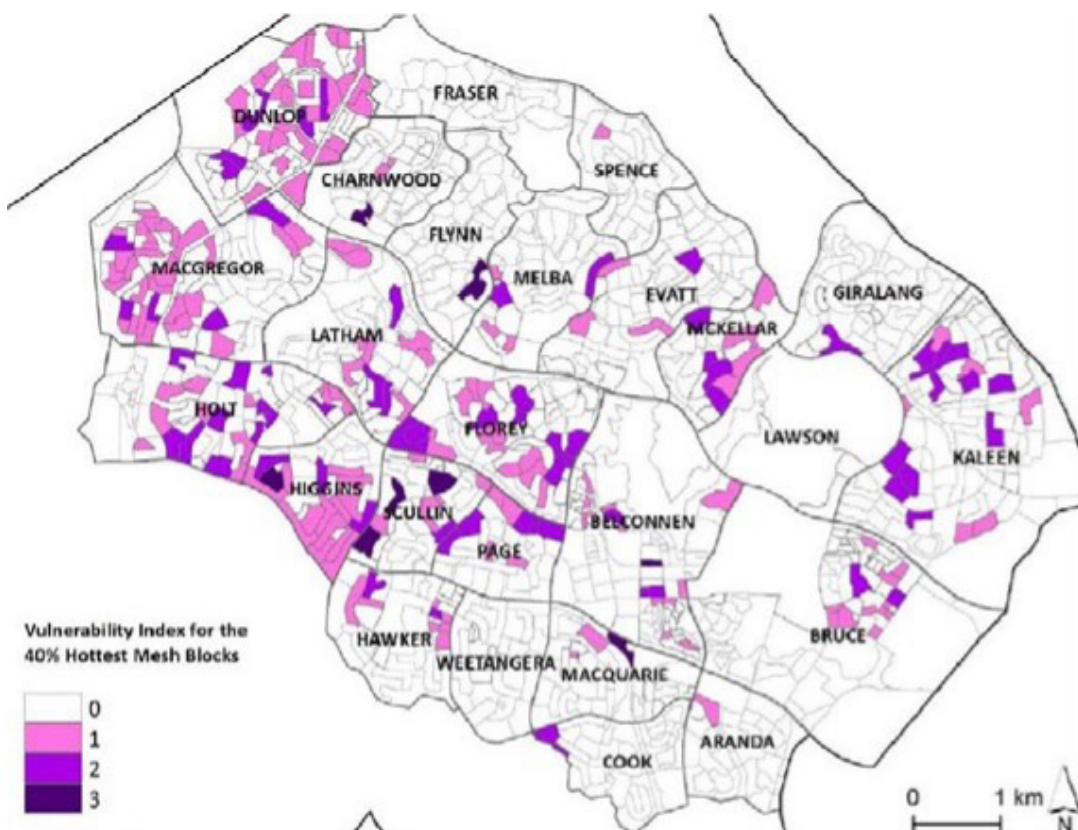 FRASER
DUNLOP
SPENCE
CHARNWOOD
FLYNN
MACGREGOR
MELBA
EVATT
GIRALANG
MCKELLAR
LATHAM
HOLT
FLOREY
LAWSON
KALEEN
HIGGINS
SCULLIN
BELCONNEN
PAGE
HAWKER
WEETANGERA
MACQUARIE
BRUCE
ARANDA
COOK
Vulnerability Index for the
40% Hottest Mesh Blocks
0
1
2
3
0 1 km
N